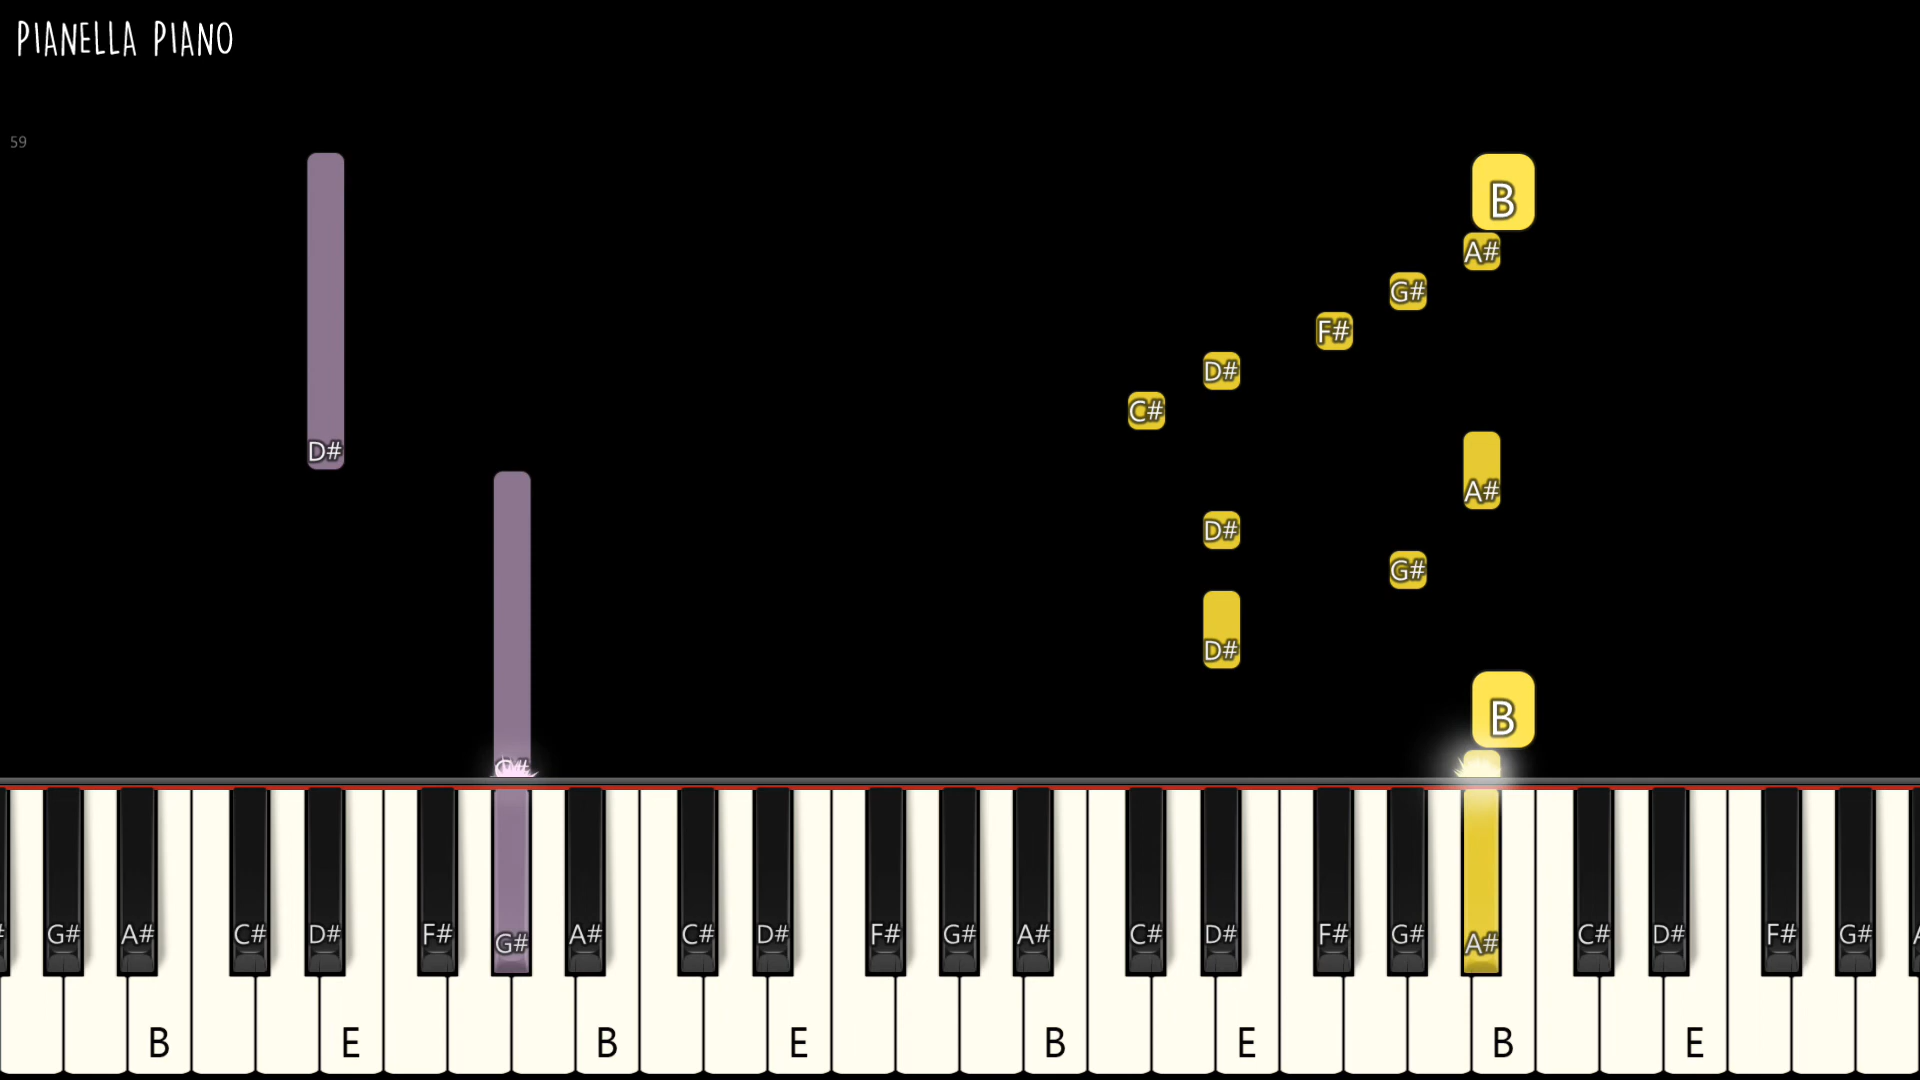 PIANELLA PIANO
59
B
A#
G#
F#
D#
C#
D#
A#
D#
G#
D#
B
G# A# C# D# F# G# A# C# D# F# G# A# C# D# F# G# A# C# D# F# G#
B E B E B E B E